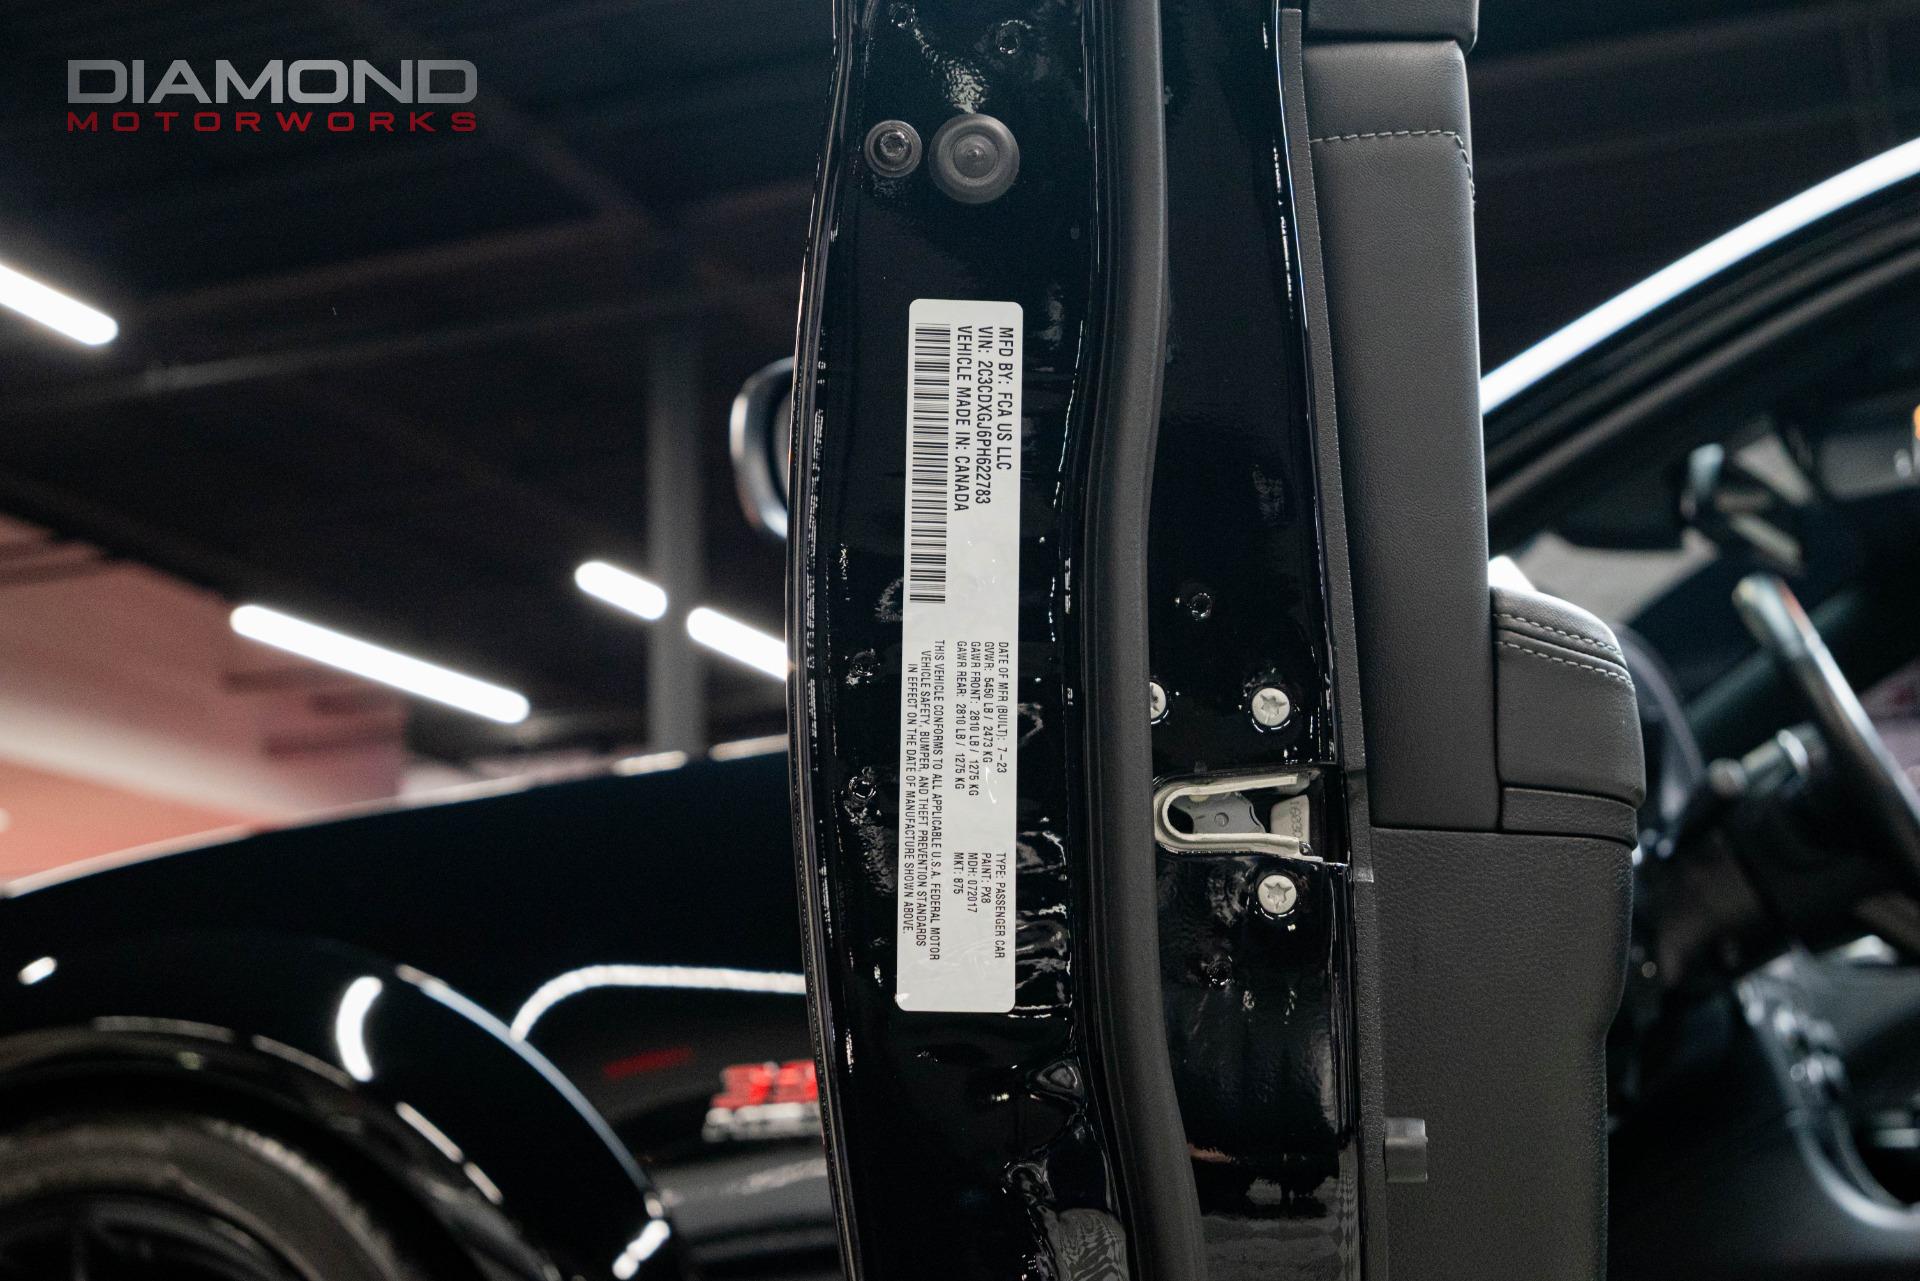 DIAMOND
MOTORWORKS
MFD BY: FCA US LLC
VIN: 2C3CDXGJ6PH622783
VEHICLE MADE IN: CANADA
DATE OF MFR (BUILT): 7-23
GVWR: 5450 LB / 2473 KG
GAWR FRONT: 2810 LB / 1275 KG
GAWR REAR: 2810 LB / 1275 KG
TYPE: PASSENGER CAR
PAINT: PX8
MDH: 072017
MKT: 875
THIS VEHICLE CONFORMS TO ALL APPLICABLE U.S.A. FEDERAL MOTOR
VEHICLE SAFETY, BUMPER, AND THEFT PREVENTION STANDARDS
IN EFFECT ON THE DATE OF MANUFACTURE SHOWN ABOVE.